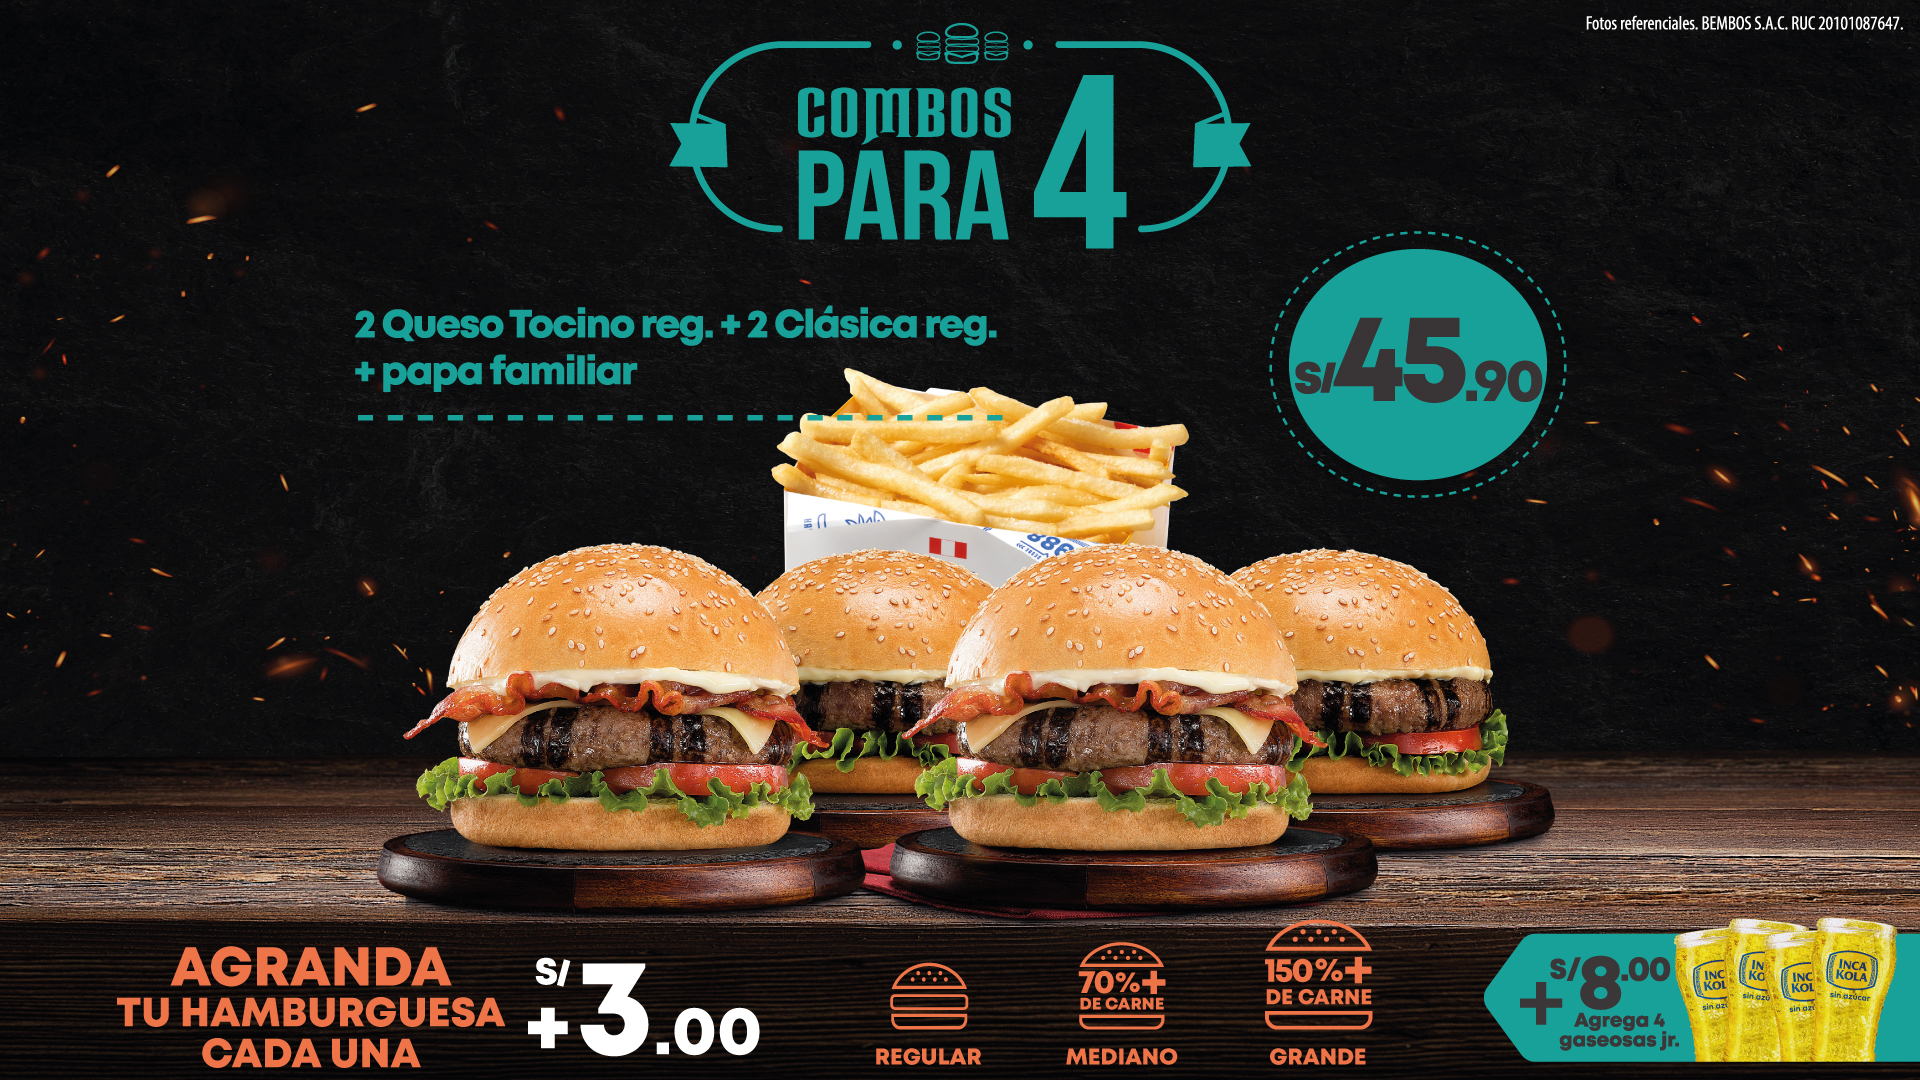 Fotos referenciales. BEMBOS S.A.C. RUC 20101087647.
COMBOS
PARA 4
2 Queso Tocino reg. + 2 Clásica reg.
+ papa familiar
S/45.90
AGRANDA
TU HAMBURGUESA
CADA UNA
S/
+3.00
REGULAR
70%+
DE CARNE
MEDIANO
150%+
DE CARNE
GRANDE
S/8.00
+
Agrega 4
gaseosas jr.
INCA
KOLA
sin azúcar